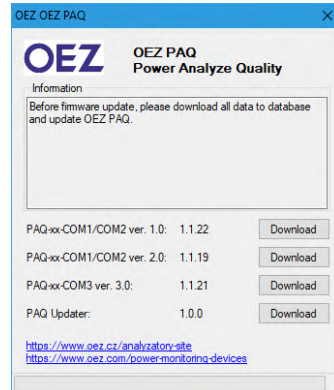 OEZ OEZ PAQ
OEZ
OEZ PAQ
Power Analyze Quality
Information
Before firmware update, please download all data to database
and update OEZ PAQ.
PAQ-xx-COM1/COM2 ver. 1.0: 1.1.22 Download
PAQ-xx-COM1/COM2 ver. 2.0: 1.1.19 Download
PAQ-xx-COM3 ver. 3.0: 1.1.21 Download
PAQ Updater: 1.0.0 Download
https://www.oez.cz/analyzatory-site
https://www.oez.com/power-monitoring-devices